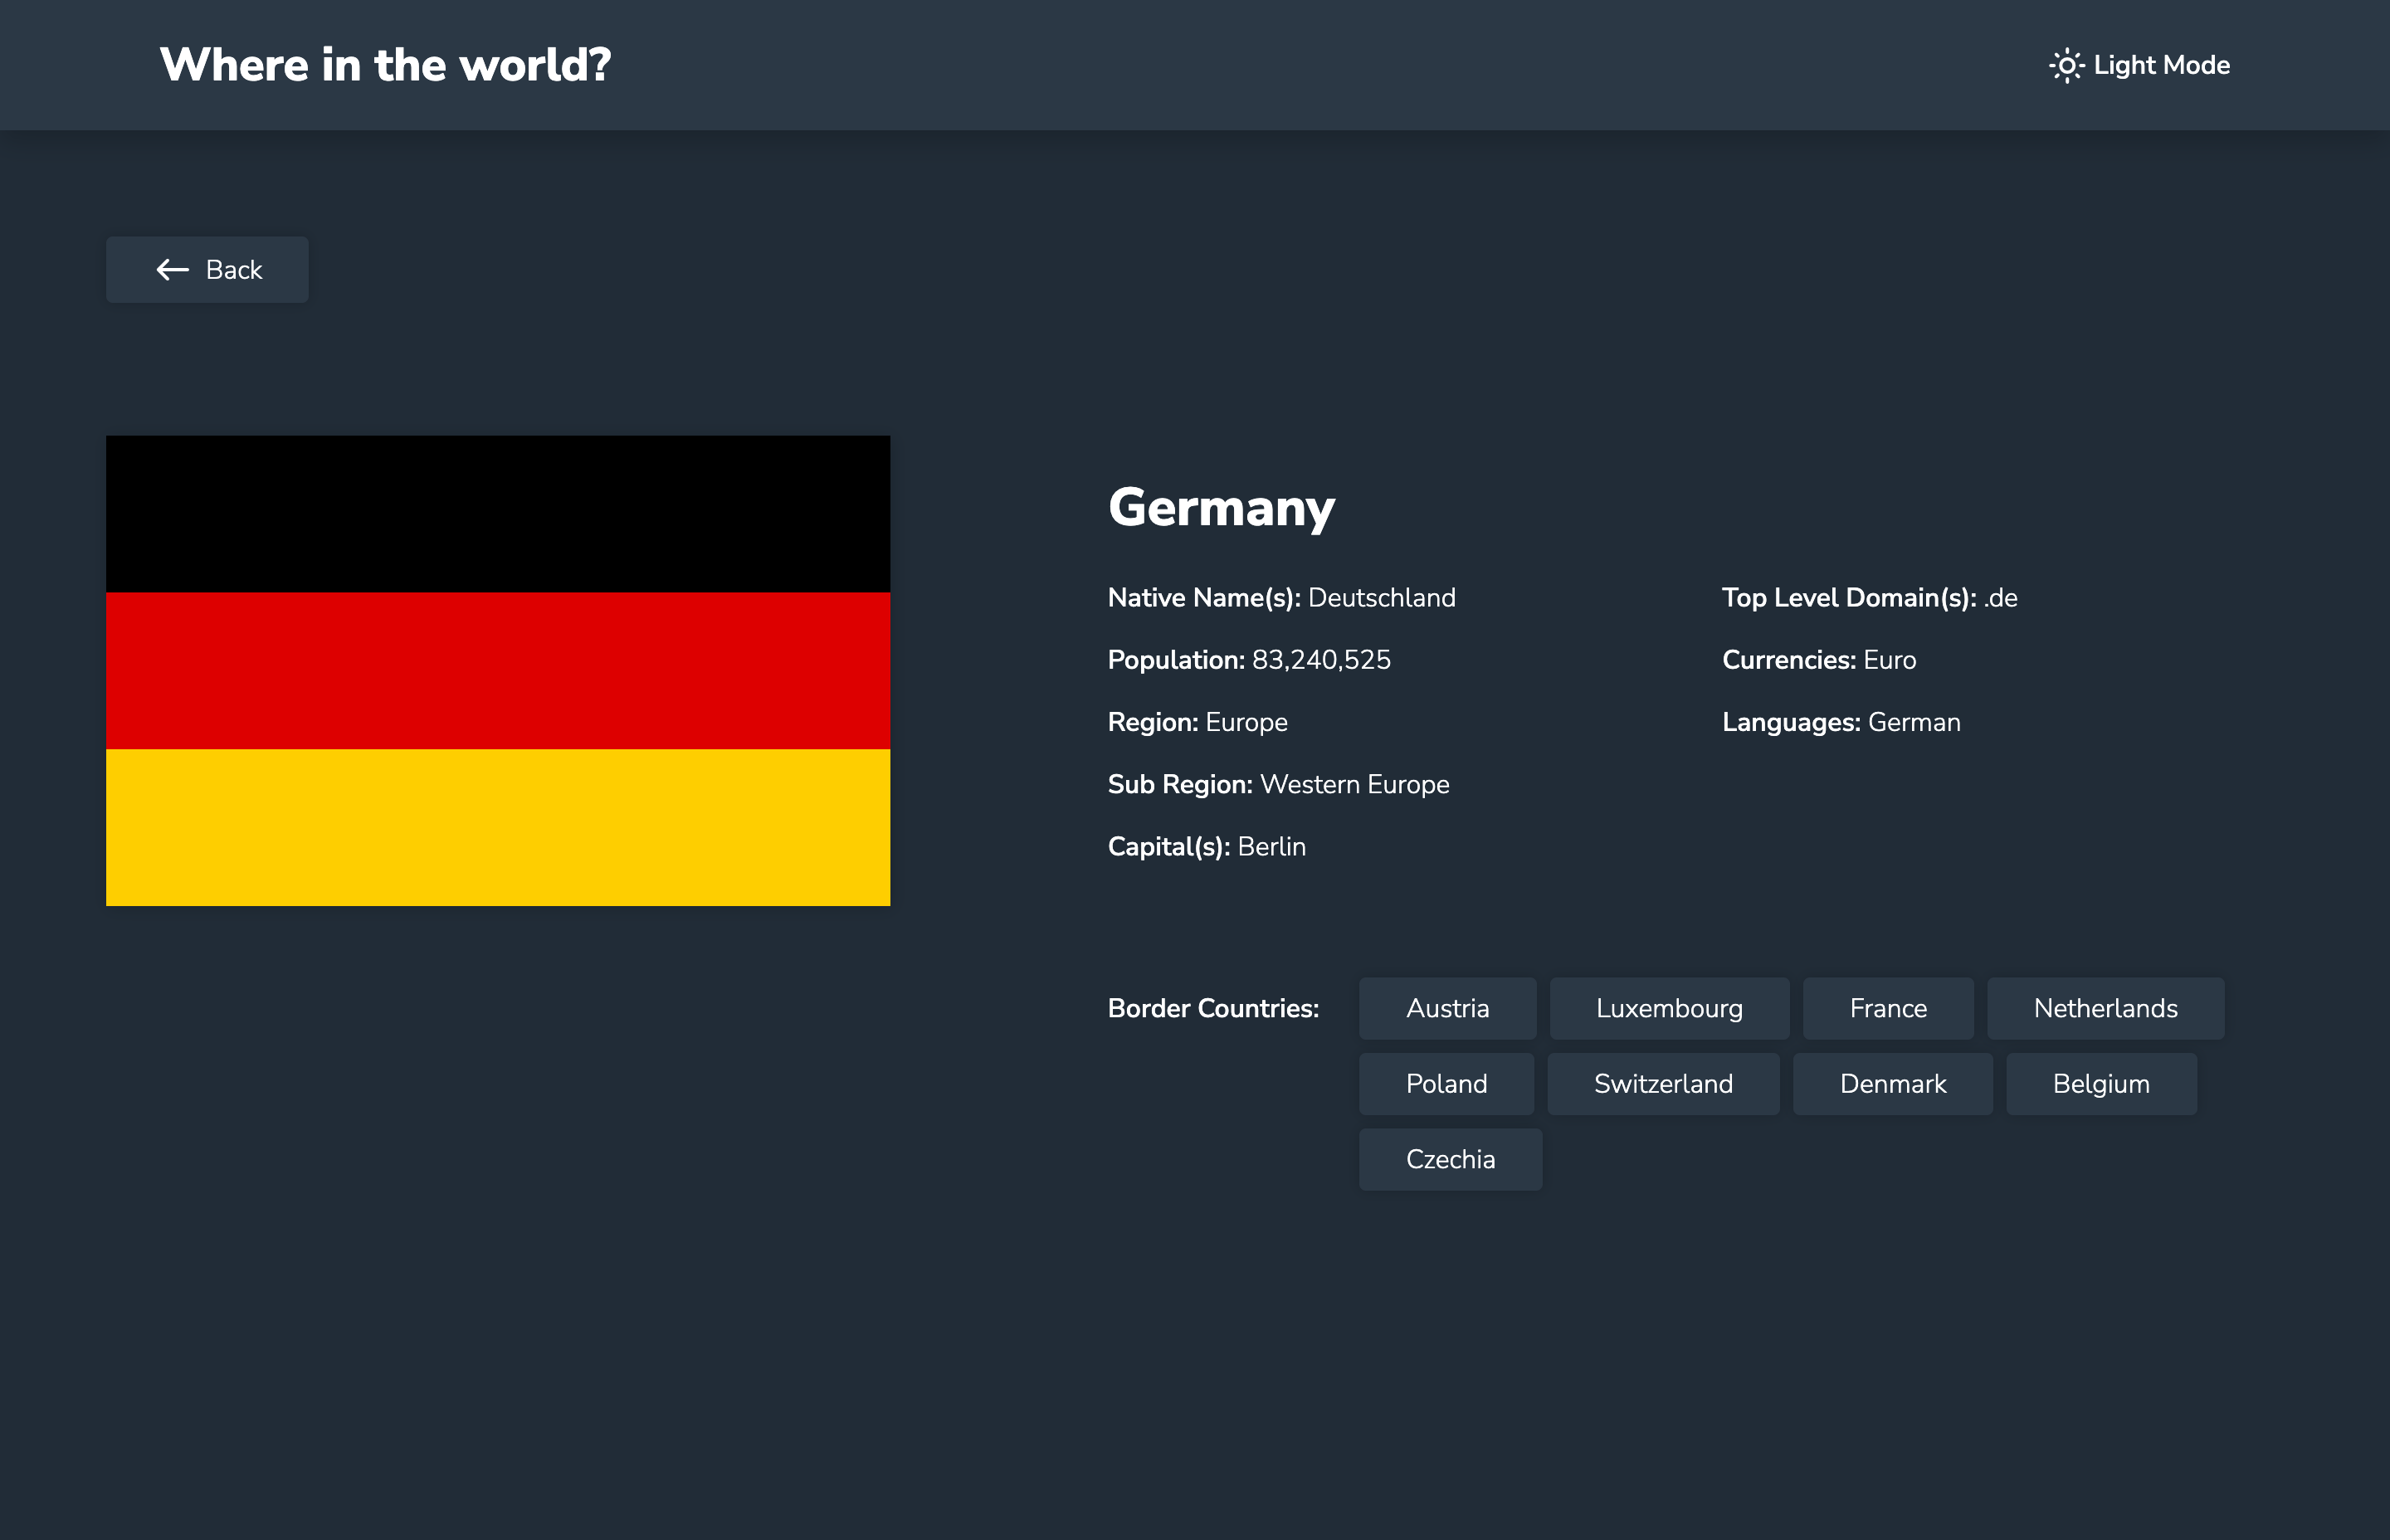 Where in the world?
Light Mode
Back
Germany
Native Name(s): Deutschland
Population: 83,240,525
Region: Europe
Sub Region: Western Europe
Capital(s): Berlin
Top Level Domain(s): .de
Currencies: Euro
Languages: German
Border Countries:
Austria Luxembourg France Netherlands
Poland Switzerland Denmark Belgium
Czechia